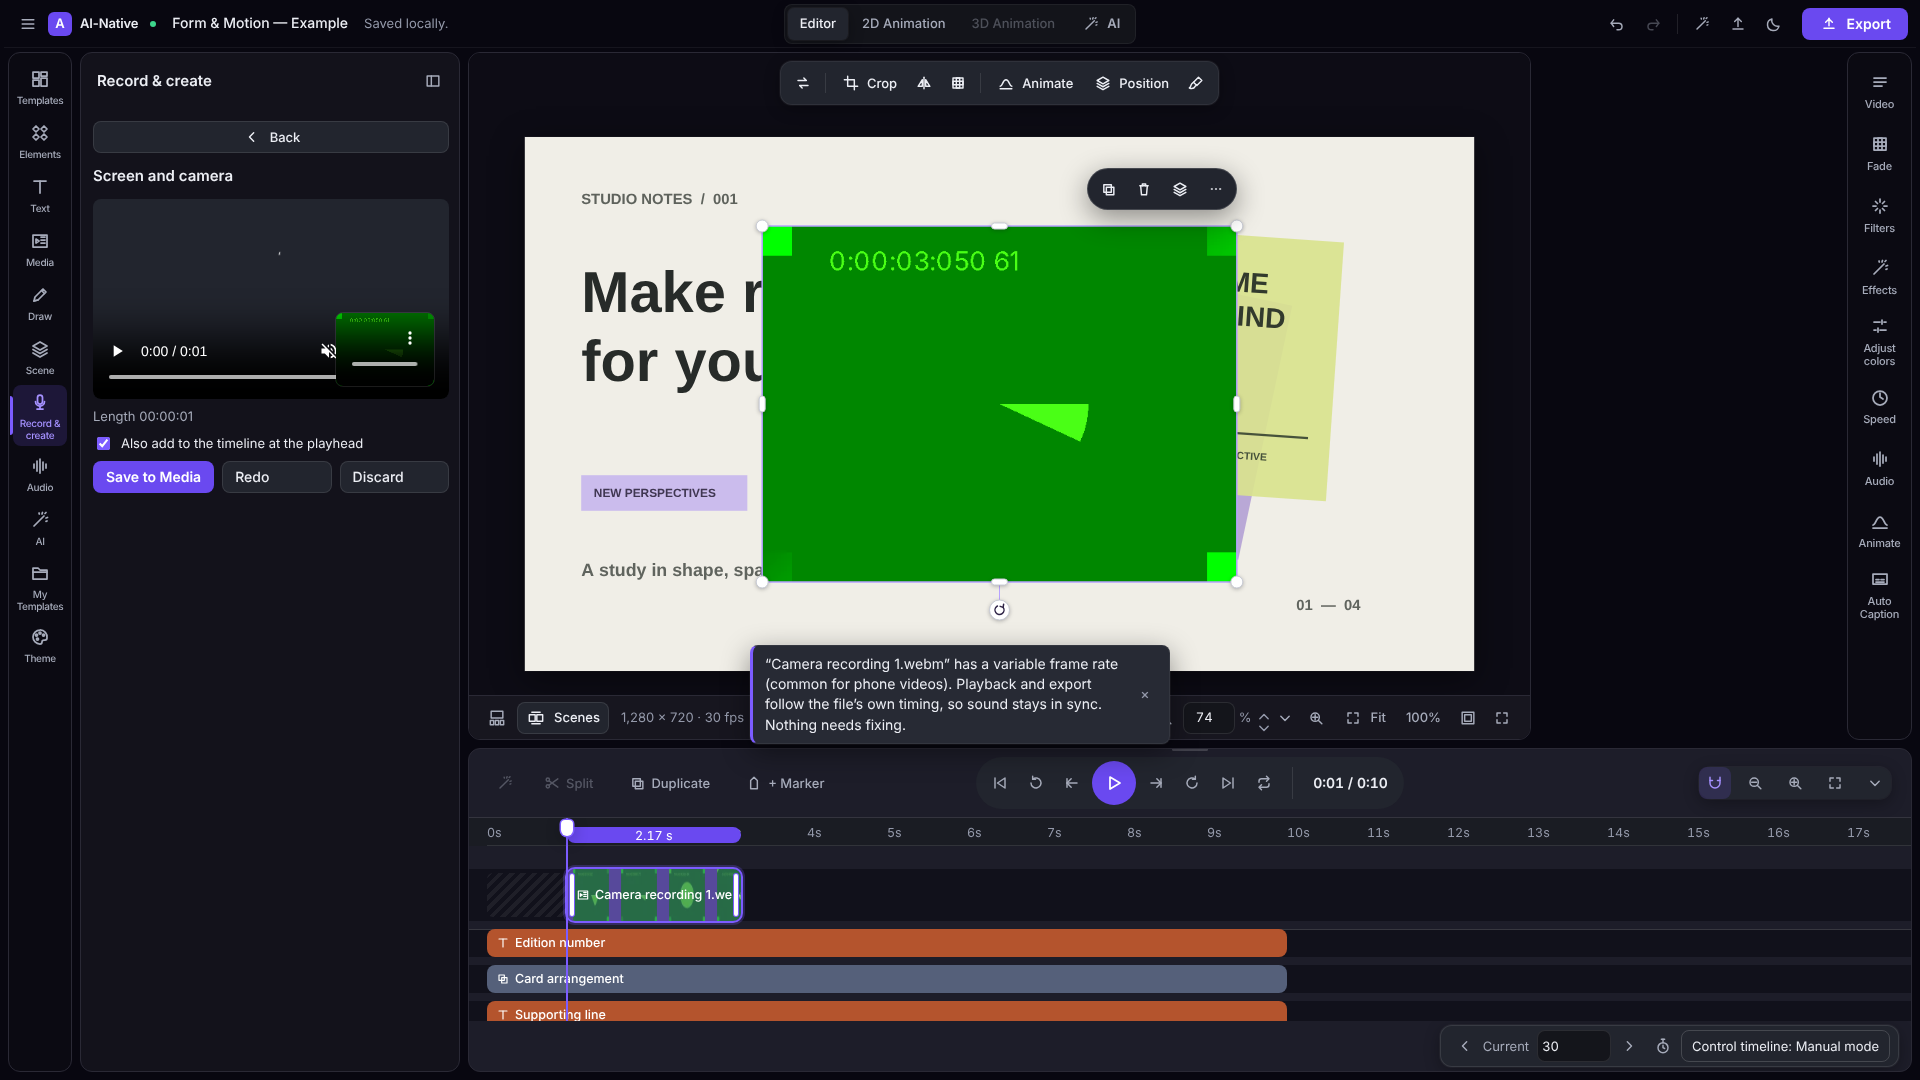 A AI-Native Form & Motion — Example Saved locally.
Editor 2D Animation 3D Animation AI
Export
Templates
Elements
Text
Media
Draw
Scene
Record &
create
Audio
AI
My
Templates
Theme
Record & create
Back
Screen and camera
0:00:03:050 61
0:00 / 0:01
Length 00:00:01
Also add to the timeline at the playhead
Save to Media Redo Discard
Crop Animate Position
STUDIO NOTES / 001
Make r
for you
NEW PERSPECTIVES
A study in shape, spa
0:00:03:050 61
ME
IND
CTIVE
01 — 04
“Camera recording 1.webm” has a variable frame rate
(common for phone videos). Playback and export
follow the file’s own timing, so sound stays in sync.
Nothing needs fixing.
Scenes 1,280 × 720 · 30 fps
74 % Fit 100%
Video
Fade
Filters
Effects
Adjust
colors
Speed
Audio
Animate
Auto
Caption
Split Duplicate + Marker
0:01 / 0:10
0s 2.17 s 4s 5s 6s 7s 8s 9s 10s 11s 12s 13s 14s 15s 16s 17s
Camera recording 1.we
Edition number
Card arrangement
Supporting line
Current 30 Control timeline: Manual mode